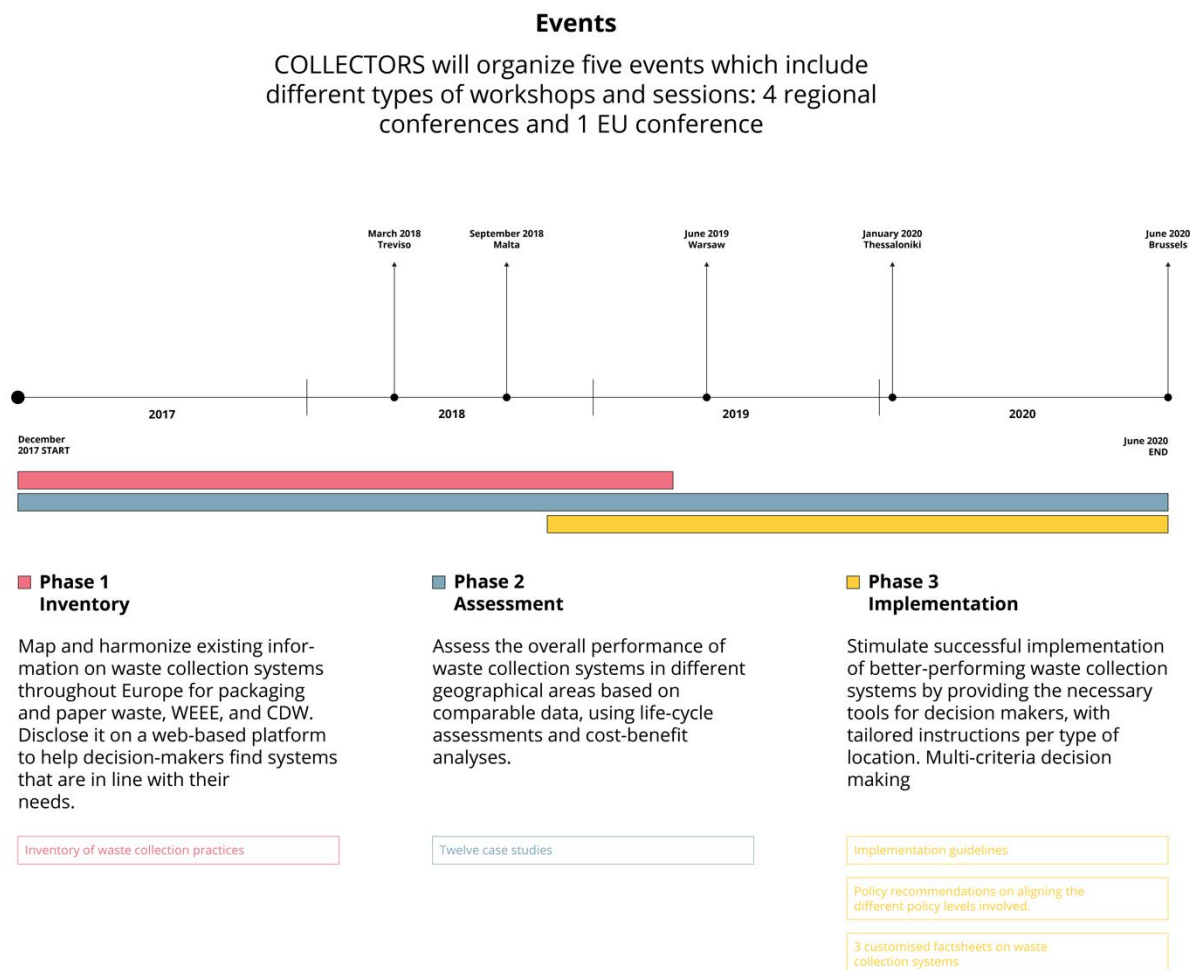 Events
COLLECTORS will organize five events which include
different types of workshops and sessions: 4 regional
conferences and 1 EU conference
March 2018
Treviso
September 2018
Malta
June 2019
Warsaw
January 2020
Thessaloniki
June 2020
Brussels
2017
2018
2019
2020
December
2017 START
June 2020
END
Phase 1
Inventory
Map and harmonize existing infor-
mation on waste collection systems
throughout Europe for packaging
and paper waste, WEEE, and CDW.
Disclose it on a web-based platform
to help decision-makers find systems
that are in line with their
needs.
Inventory of waste collection practices
Phase 2
Assessment
Assess the overall performance of
waste collection systems in different
geographical areas based on
comparable data, using life-cycle
assessments and cost-benefit
analyses.
Twelve case studies
Phase 3
Implementation
Stimulate successful implementation
of better-performing waste collection
systems by providing the necessary
tools for decision makers, with
tailored instructions per type of
location. Multi-criteria decision
making
Implementation guidelines
Policy recommendations on aligning the
different policy levels involved.
3 customised factsheets on waste
collection systems